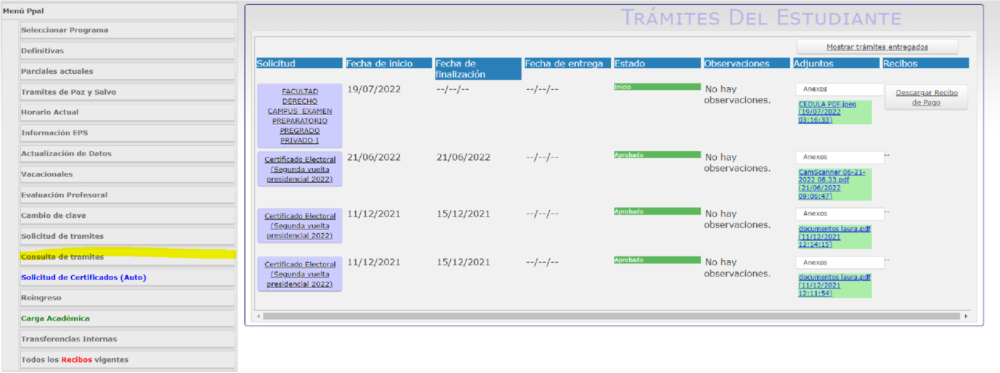 Menú Ppal
Seleccionar Programa
Definitivas
Parciales actuales
Tramites de Paz y Salvo
Horario Actual
Información EPS
Actualización de Datos
Vacacionales
Evaluación Profesoral
Cambio de clave
Solicitud de tramites
Consulta de tramites
Solicitud de Certificados (Auto)
Reingreso
Carga Académica
Transferencias Internas
Todos los Recibos vigentes
Trámites Del Estudiante
Mostrar trámites entregados
Solicitud Fecha de inicio Fecha de finalización Fecha de entrega Estado Observaciones Adjuntos Recibos
FACULTAD
DERECHO
CAMPUS EXAMEN
PREPARATORIO
PREGRADO
PRIVADO I
19/07/2022
--/--/--
--/--/--
Inicio
No hay
observaciones.
Anexos
CEDULA PDF.jpeg
(19/07/2022
03:16:33)
Descargar Recibo
de Pago
Certificado Electoral
(Segunda vuelta
presidencial 2022)
21/06/2022
21/06/2022
--/--/--
Aprobado
No hay
observaciones.
Anexos
CamScanner 06-21-
2022 08.33.pdf
(21/06/2022
09:06:47)
--
Certificado Electoral
(Segunda vuelta
presidencial 2022)
11/12/2021
15/12/2021
--/--/--
Aprobado
No hay
observaciones.
Anexos
documentos laura.pdf
(11/12/2021
12:14:15)
--
Certificado Electoral
(Segunda vuelta
presidencial 2022)
11/12/2021
15/12/2021
--/--/--
Aprobado
No hay
observaciones.
Anexos
documentos laura.pdf
(11/12/2021
12:11:54)
--